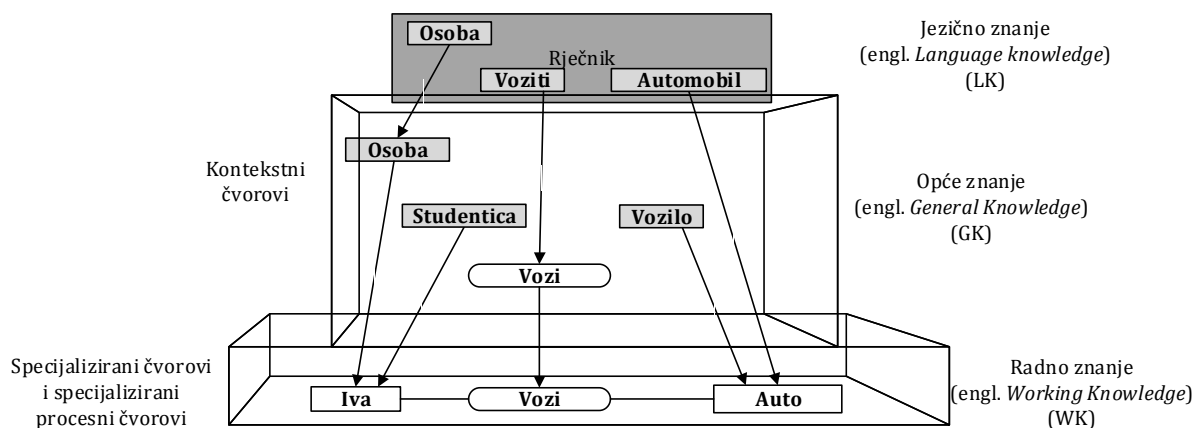 Osoba
Rječnik
Voziti
Automobil
Jezično znanje
(engl. Language knowledge)
(LK)
Osoba
Kontekstni
čvorovi
Studentica
Vozilo
Opće znanje
(engl. General Knowledge)
(GK)
Vozi
Specijalizirani čvorovi
i specijalizirani
procesni čvorovi
Iva
Vozi
Auto
Radno znanje
(engl. Working Knowledge)
(WK)